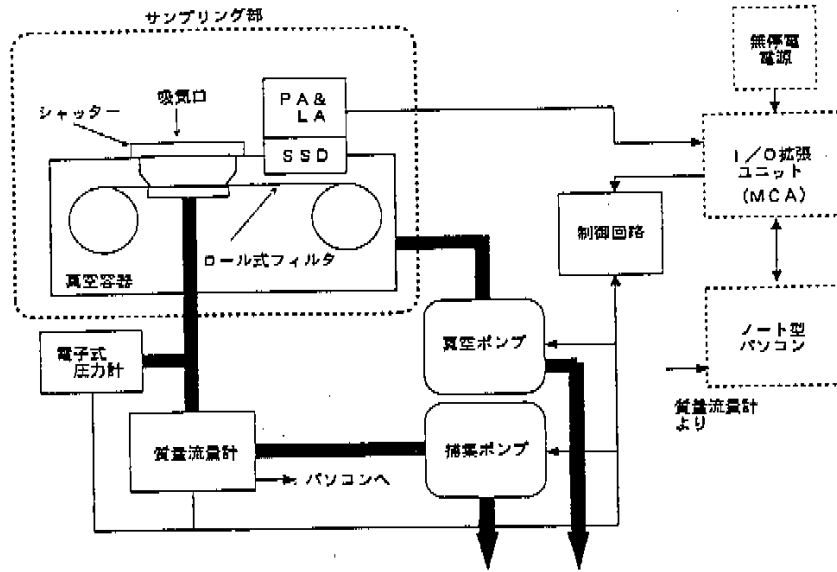 サンプリング部
無停電
電源
吸気口
シャッター
PA&
LA
SSD
I/O拡張
ユニット
(MCA)
制御回路
ロール式フィルタ
真空容器
電子式
圧力計
真空ポンプ
ノート型
パソコン
質量流量計
より
質量流量計
捕集ポンプ
パソコンへ